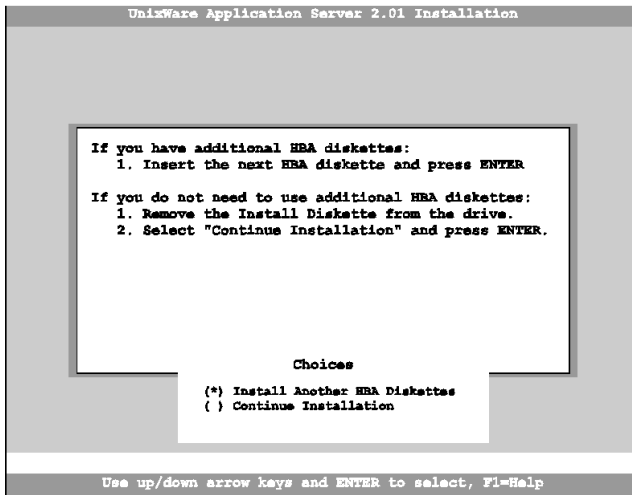 UnixWare Application Server 2.01 Installation
If you have additional HBA diskettes:
1. Insert the next HBA diskette and press ENTER
If you do not need to use additional HBA diskettes:
1. Remove the Install Diskette from the drive.
2. Select "Continue Installation" and press ENTER.
Choices
(*) Install Another HBA Diskettes
( ) Continue Installation
Use up/down arrow keys and ENTER to select, F1=Help